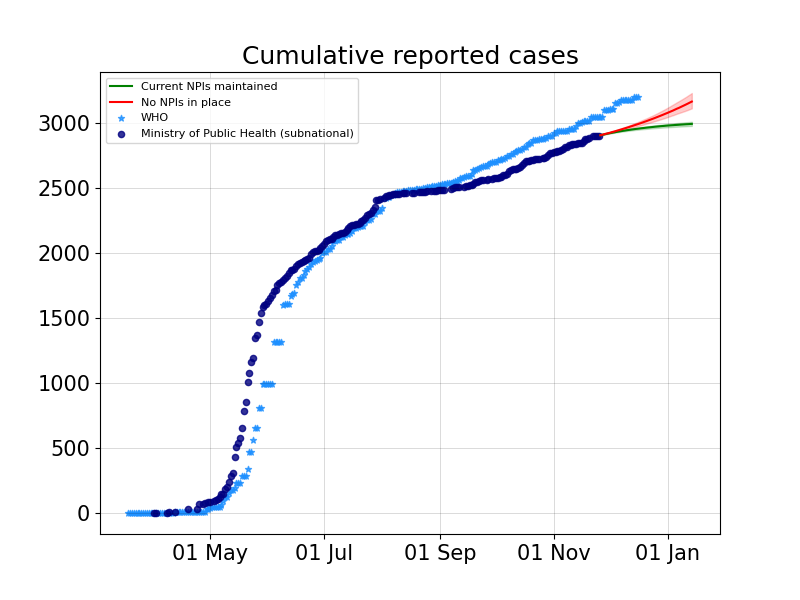 Cumulative reported cases
Current NPIs maintained
No NPIs in place
WHO
Ministry of Public Health (subnational)
3000
2500
2000
1500
1000
500
0
01 May 01 Jul 01 Sep 01 Nov 01 Jan